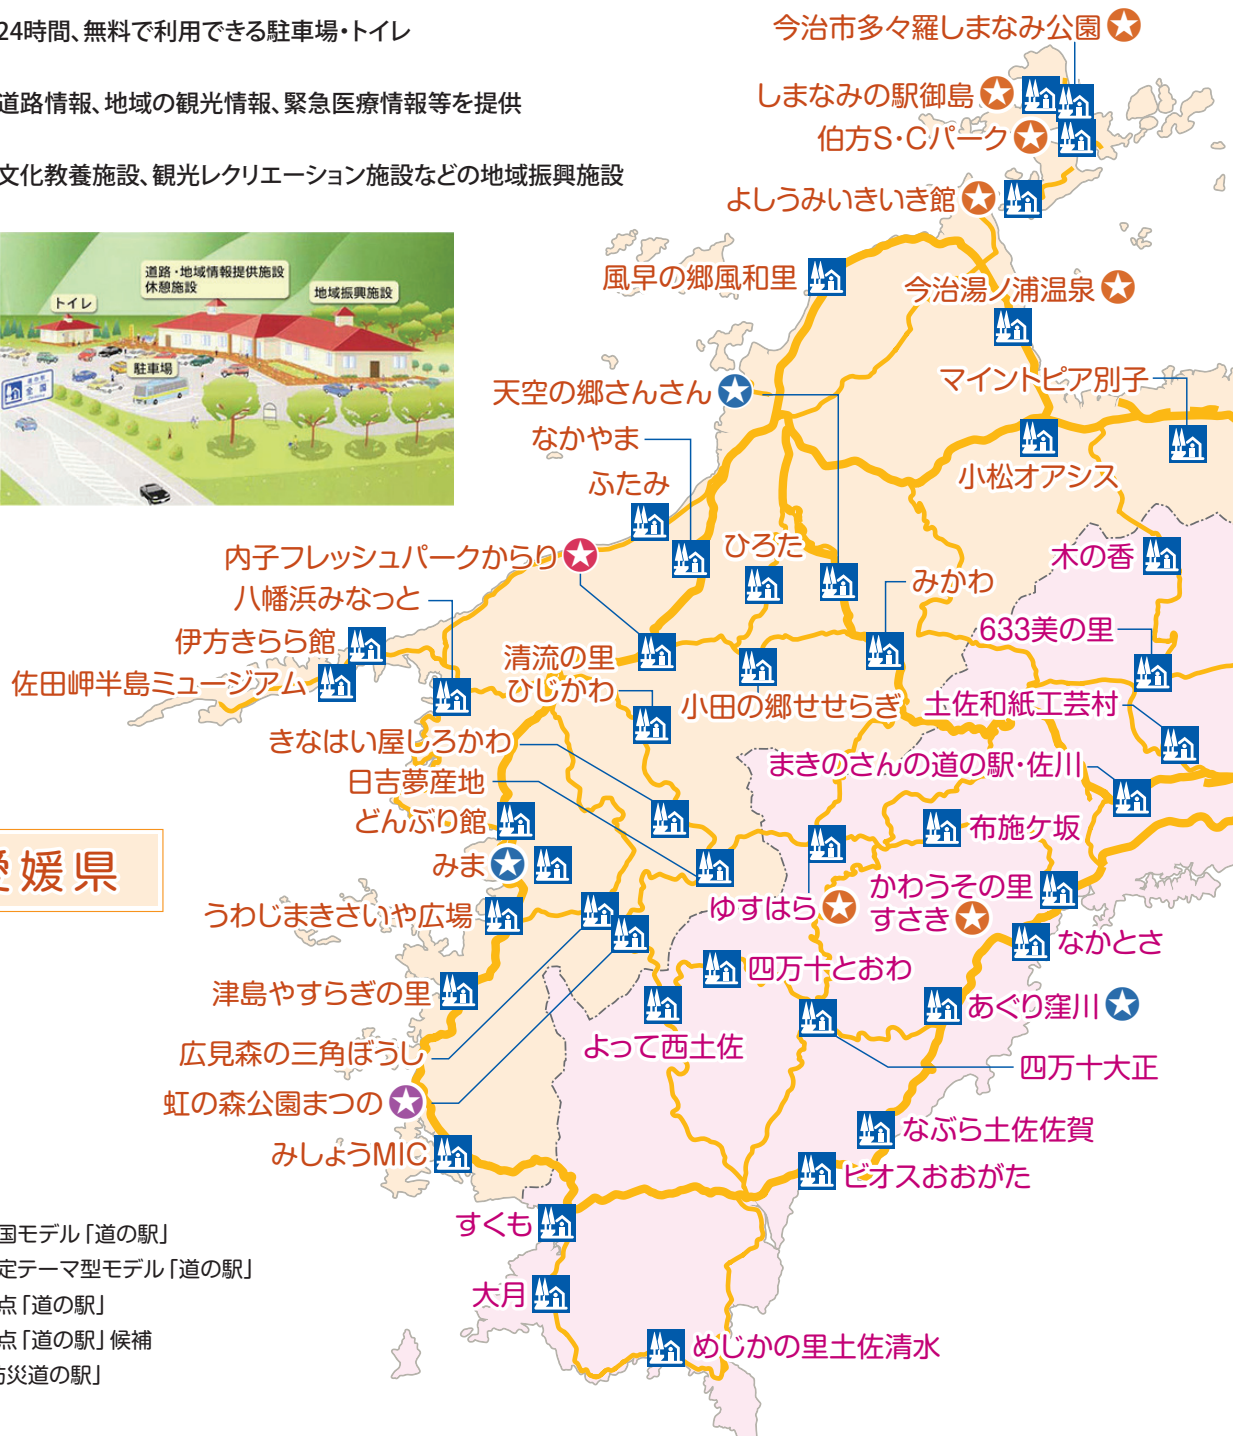 24時間、無料で利用できる駐車場・トイレ
道路情報、地域の観光情報、緊急医療情報等を提供
文化教養施設、観光レクリエーション施設などの地域振興施設
道路・地域情報提供施設
休憩施設
地域振興施設
トイレ
駐車場
今治市多々羅しまなみ公園
しまなみの駅御島
伯方S・Cパーク
よしうみいきいき館
風早の郷風和里
今治湯ノ浦温泉
天空の郷さんさん
マイントピア別子
なかやま
小松オアシス
ふたみ
内子フレッシュパークからり
ひろた
木の香
八幡浜みなっと
みかわ
伊方きらら館
633美の里
清流の里
ひじかわ
佐田岬半島ミュージアム
小田の郷せせらぎ
土佐和紙工芸村
きなはい屋しろかわ
まきのさんの道の駅・佐川
日吉夢産地
どんぶり館
布施ケ坂
愛媛県
みま
かわうその里
すさき
ゆすはら
うわじまきさいや広場
なかとさ
四万十とおわ
津島やすらぎの里
あぐり窪川
よって西土佐
広見森の三角ぼうし
四万十大正
虹の森公園まつの
なぶら土佐佐賀
みしょうMIC
ビオスおおがた
すくも
大月
めじかの里土佐清水
国モデル「道の駅」
定テーマ型モデル「道の駅」
点「道の駅」
点「道の駅」候補
防災道の駅」